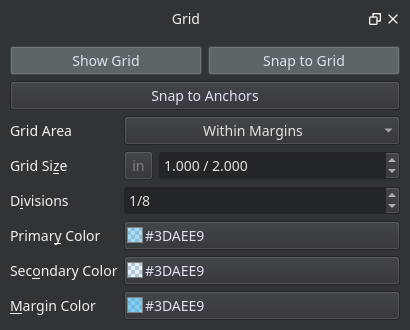 Grid
Show Grid Snap to Grid
Snap to Anchors
Grid Area Within Margins
Grid Size in 1.000 / 2.000
Divisions 1/8
Primary Color #3DAEE9
Secondary Color #3DAEE9
Margin Color #3DAEE9